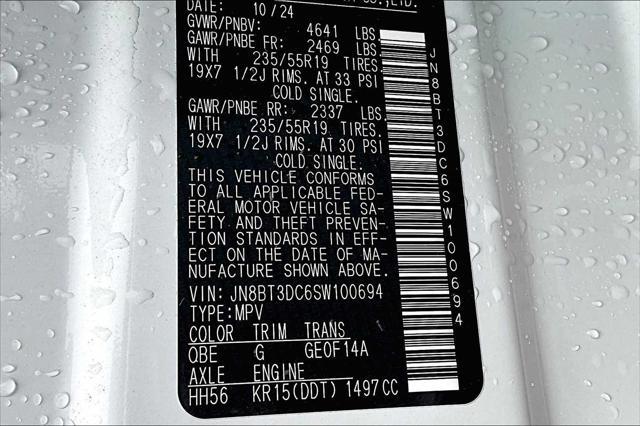 CO.,LTD.
DATE: 10/24
GVWR/PNBV: 4641 LBS
GAWR/PNBE FR: 2469 LBS
WITH 235/55R19 TIRES.
19X7 1/2J RIMS. AT 33 PSI
COLD SINGLE.
GAWR/PNBE RR: 2337 LBS
WITH 235/55R19 TIRES.
19X7 1/2J RIMS. AT 30 PSI
COLD SINGLE.
THIS VEHICLE CONFORMS
TO ALL APPLICABLE FED-
ERAL MOTOR VEHICLE SA-
FETY AND THEFT PREVEN-
TION STANDARDS IN EFF-
ECT ON THE DATE OF MA-
NUFACTURE SHOWN ABOVE.
VIN: JN8BT3DC6SW100694
TYPE:MPV
COLOR TRIM TRANS
QBE G GE0F14A
AXLE ENGINE
HH56 KR15(DDT) 1497CC
JN8BT3DC6SW100694